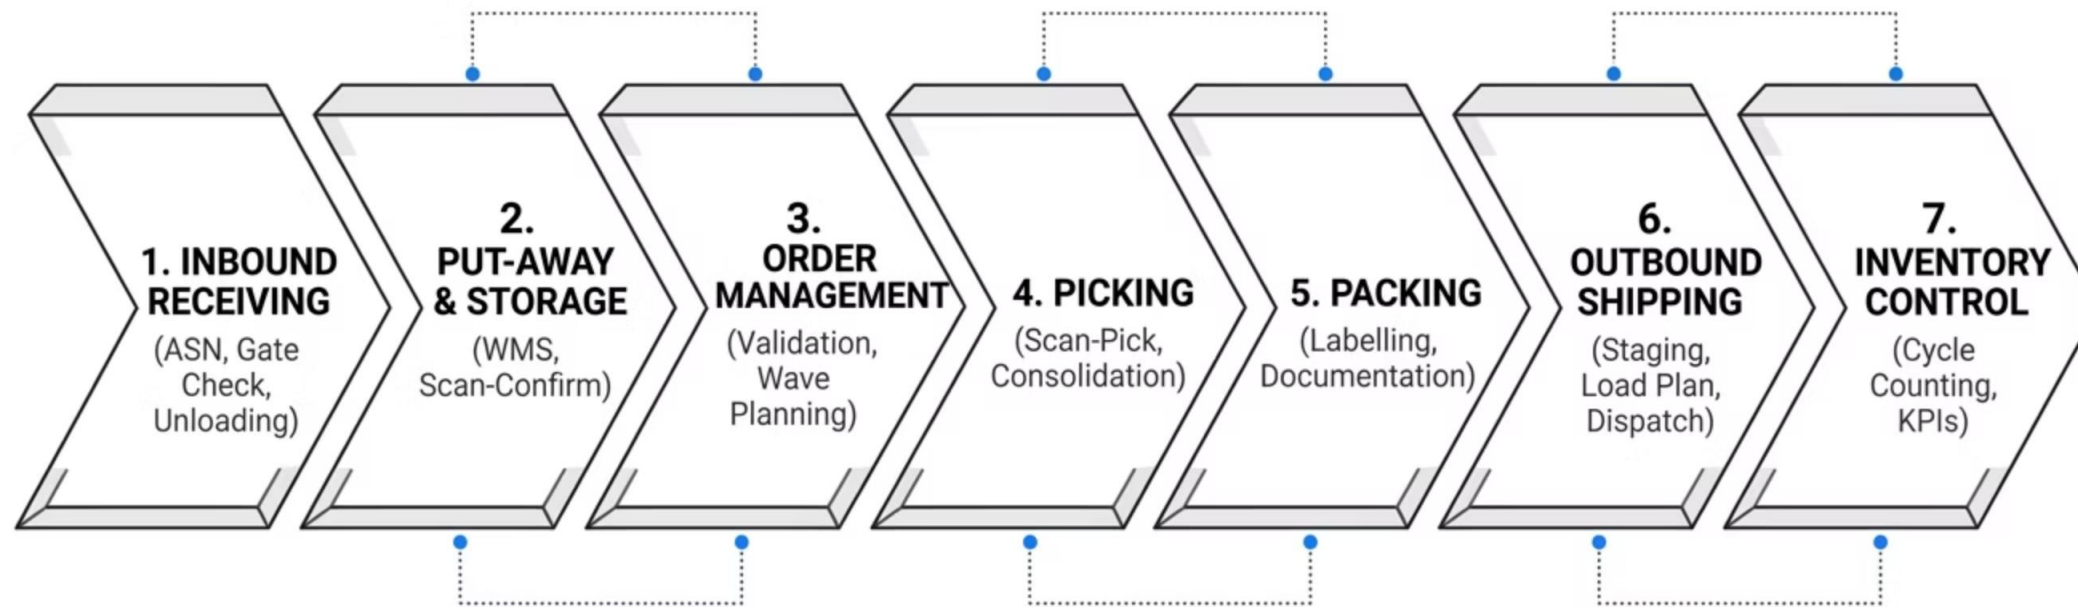 1. INBOUND
RECEIVING
(ASN, Gate
Check,
Unloading)
2.
PUT-AWAY
& STORAGE
(WMS,
Scan-Confirm)
3.
ORDER
MANAGEMENT
(Validation,
Wave
Planning)
4. PICKING
(Scan-Pick,
Consolidation)
5. PACKING
(Labelling,
Documentation)
6.
OUTBOUND
SHIPPING
(Staging,
Load Plan,
Dispatch)
7.
INVENTORY
CONTROL
(Cycle
Counting,
KPIs)